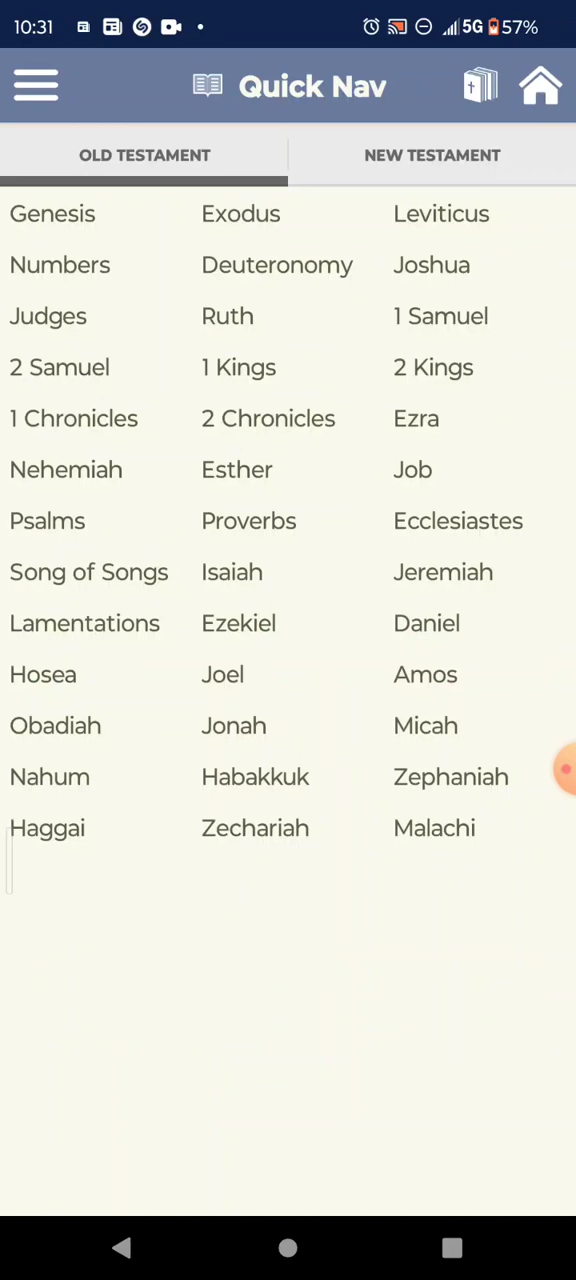 10:31 5G 57%
Quick Nav
OLD TESTAMENT NEW TESTAMENT
Genesis Exodus Leviticus
Numbers Deuteronomy Joshua
Judges Ruth 1 Samuel
2 Samuel 1 Kings 2 Kings
1 Chronicles 2 Chronicles Ezra
Nehemiah Esther Job
Psalms Proverbs Ecclesiastes
Song of Songs Isaiah Jeremiah
Lamentations Ezekiel Daniel
Hosea Joel Amos
Obadiah Jonah Micah
Nahum Habakkuk Zephaniah
Haggai Zechariah Malachi